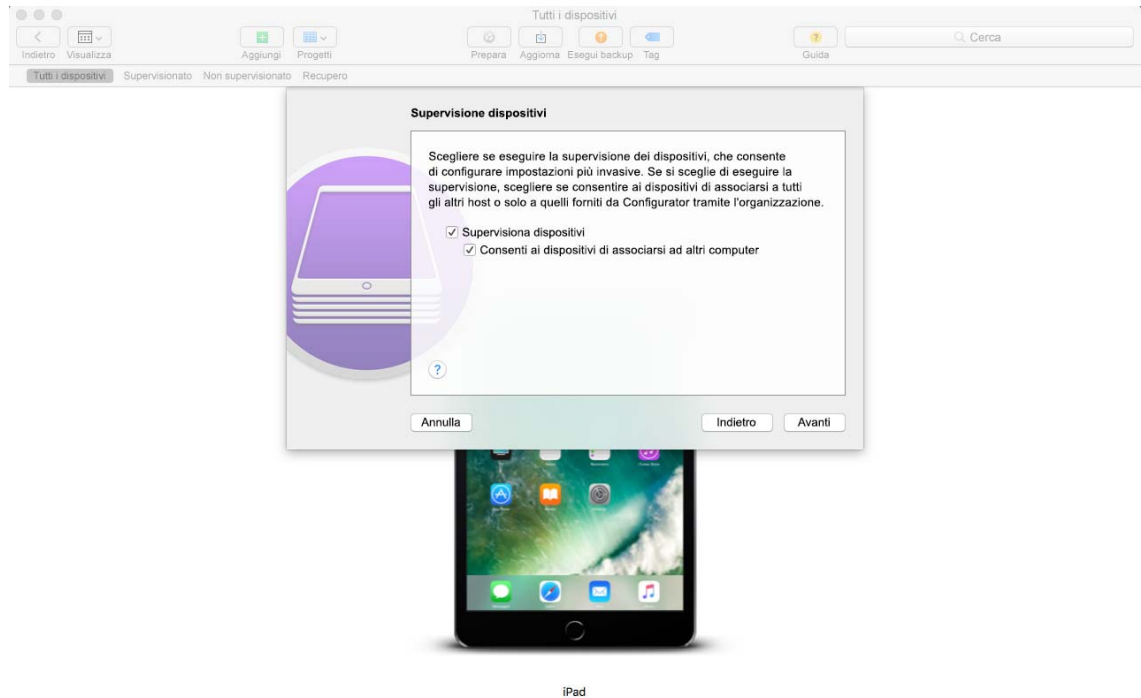 Tutti i dispositivi
Cerca
Indietro Visualizza Aggiungi Progetti Prepara Aggiorna Esegui backup Tag Guida
Tutti i dispositivi Supervisionato Non supervisionato Recupero
Supervisione dispositivi
Scegliere se eseguire la supervisione dei dispositivi, che consente
di configurare impostazioni più invasive. Se si sceglie di eseguire la
supervisione, scegliere se consentire ai dispositivi di associarsi a tutti
gli altri host o solo a quelli forniti da Configurator tramite l'organizzazione.
Supervisiona dispositivi
Consenti ai dispositivi di associarsi ad altri computer
?
Annulla Indietro Avanti
iPad